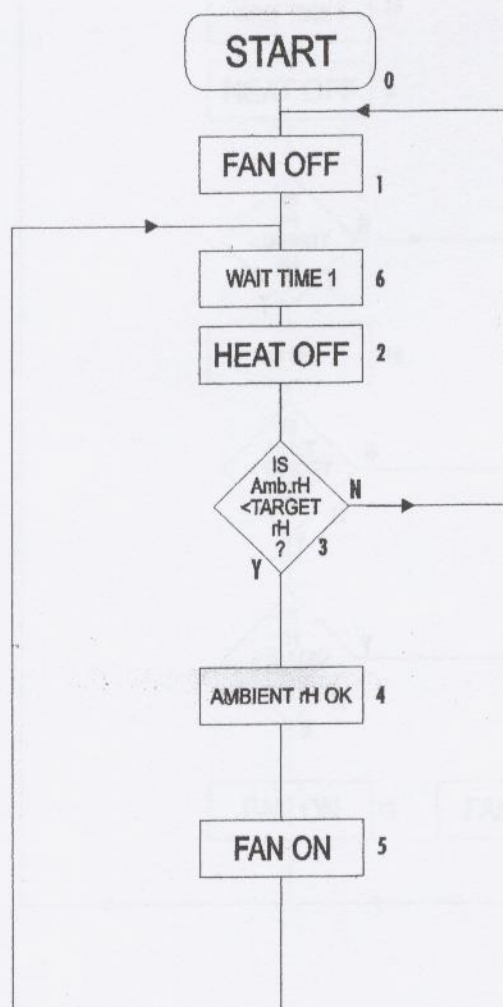 START
0
FAN OFF
1
WAIT TIME 1
6
HEAT OFF
2
IS
Amb.rH
<TARGET
rH
?
3
N
Y
AMBIENT rH OK
4
FAN ON
5